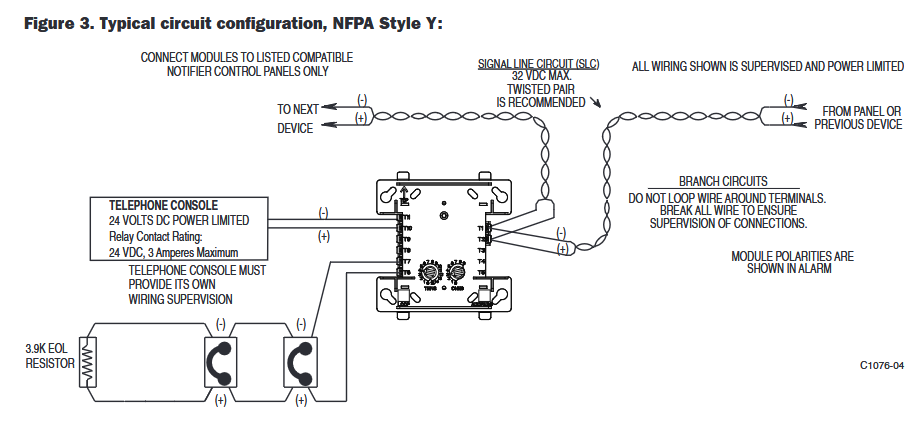 Figure 3. Typical circuit configuration, NFPA Style Y:
CONNECT MODULES TO LISTED COMPATIBLE
NOTIFIER CONTROL PANELS ONLY
SIGNAL LINE CIRCUIT (SLC)
32 VDC MAX.
TWISTED PAIR
IS RECOMMENDED
ALL WIRING SHOWN IS SUPERVISED AND POWER LIMITED
TO NEXT
DEVICE
(-)
(+)
(-)
(+)
FROM PANEL OR
PREVIOUS DEVICE
BRANCH CIRCUITS
DO NOT LOOP WIRE AROUND TERMINALS.
BREAK ALL WIRE TO ENSURE
SUPERVISION OF CONNECTIONS.
MODULE POLARITIES ARE
SHOWN IN ALARM
TELEPHONE CONSOLE
24 VOLTS DC POWER LIMITED
Relay Contact Rating:
24 VDC, 3 Amperes Maximum
TELEPHONE CONSOLE MUST
PROVIDE ITS OWN
WIRING SUPERVISION
(-)
(+)
T11
T10
T9
T8
T7
T6
T1
T2
T3
T4
T5
TENS
ONES
(-)
(+)
3.9K EOL
RESISTOR
(-)
(-)
(+)
(+)
C1076-04